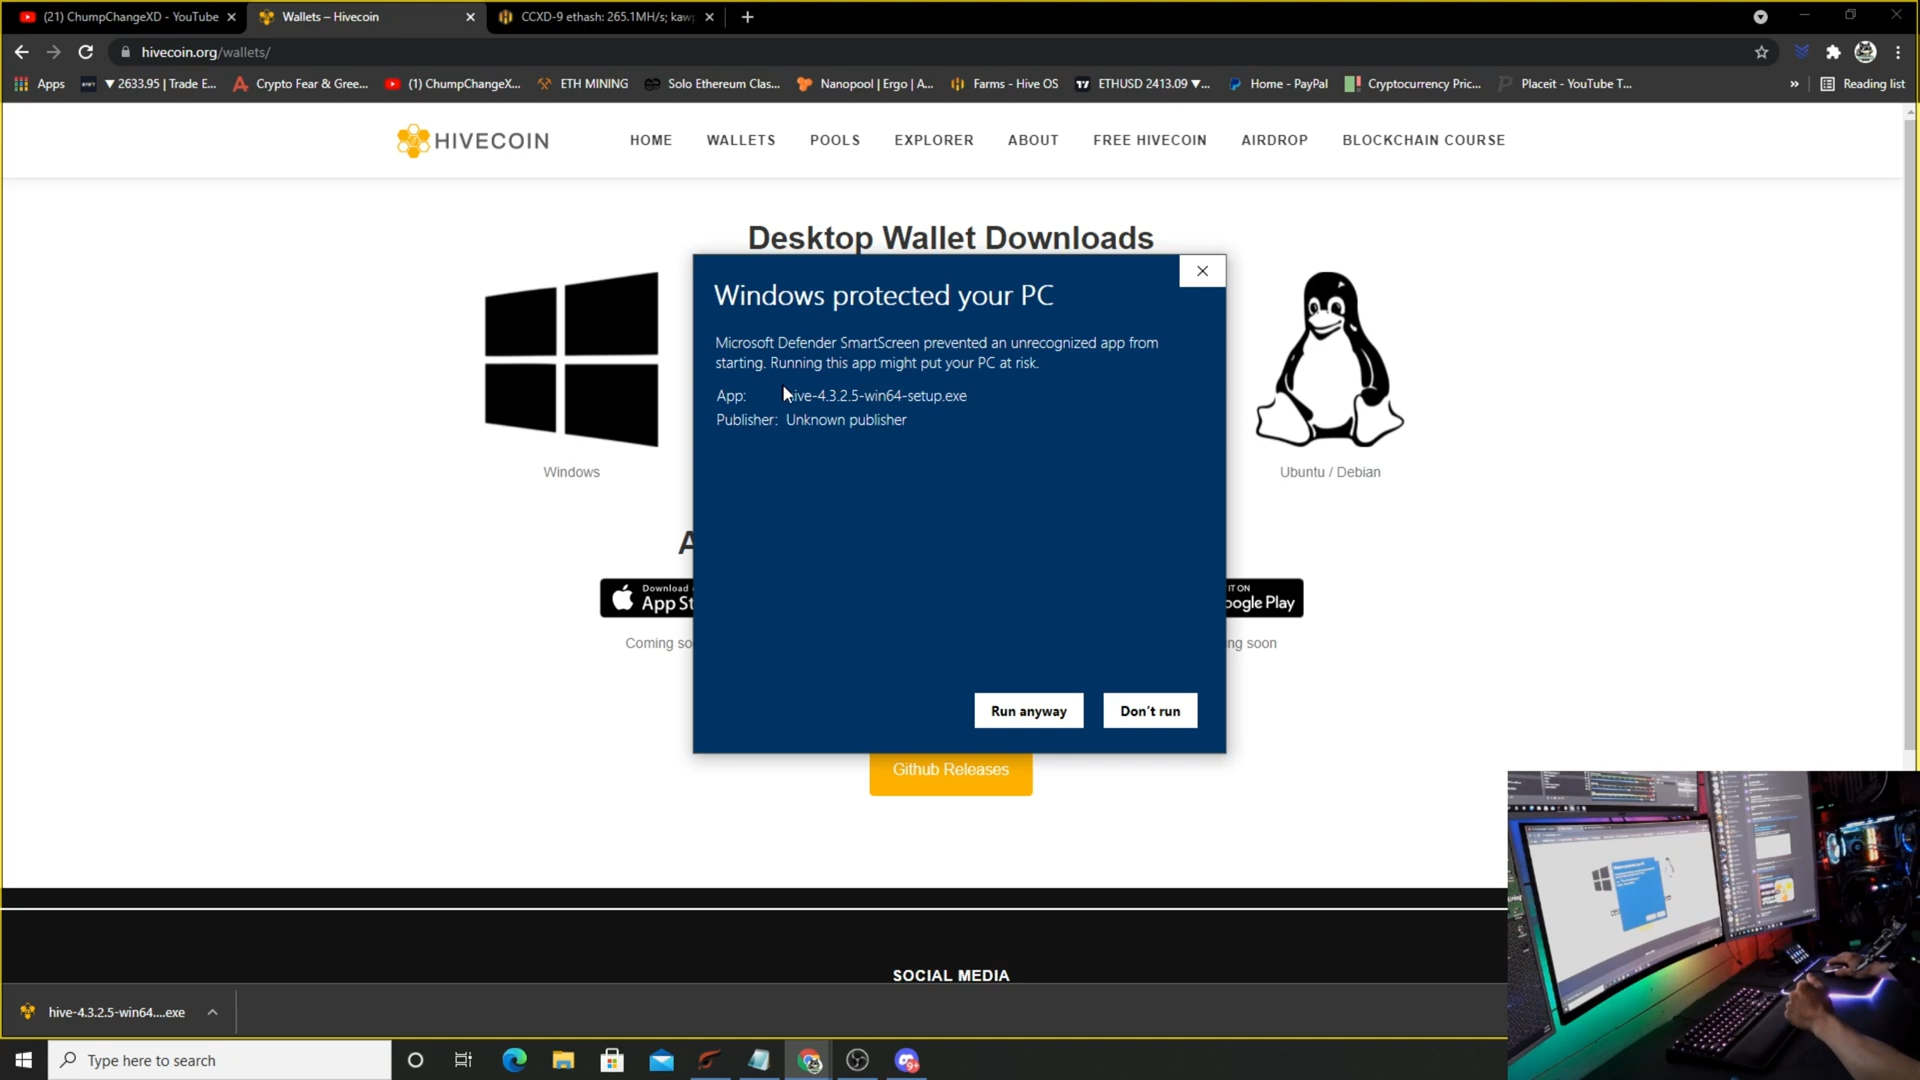 (21) ChumpChangeXD - YouTube
Wallets – Hivecoin
CCXD-9 ethash: 265.1MH/s; kaw
hivecoin.org/wallets/
Apps
▼ 2633.95 | Trade E...
Crypto Fear & Gree...
(1) ChumpChangeX...
ETH MINING
Solo Ethereum Clas...
Nanopool | Ergo | A...
Farms - Hive OS
ETHUSD 2413.09 ▼...
Home - PayPal
Cryptocurrency Pric...
Placeit - YouTube T...
»
Reading list
HIVECOIN
HOME
WALLETS
POOLS
EXPLORER
ABOUT
FREE HIVECOIN
AIRDROP
BLOCKCHAIN COURSE
Desktop Wallet Downloads
Windows protected your PC
Microsoft Defender SmartScreen prevented an unrecognized app from
starting. Running this app might put your PC at risk.
App: hive-4.3.2.5-win64-setup.exe
Publisher: Unknown publisher
Windows
Ubuntu / Debian
A
Download
App St
IT ON
oogle Play
Coming so
ng soon
Run anyway
Don't run
Github Releases
SOCIAL MEDIA
hive-4.3.2.5-win64....exe
Type here to search
9+